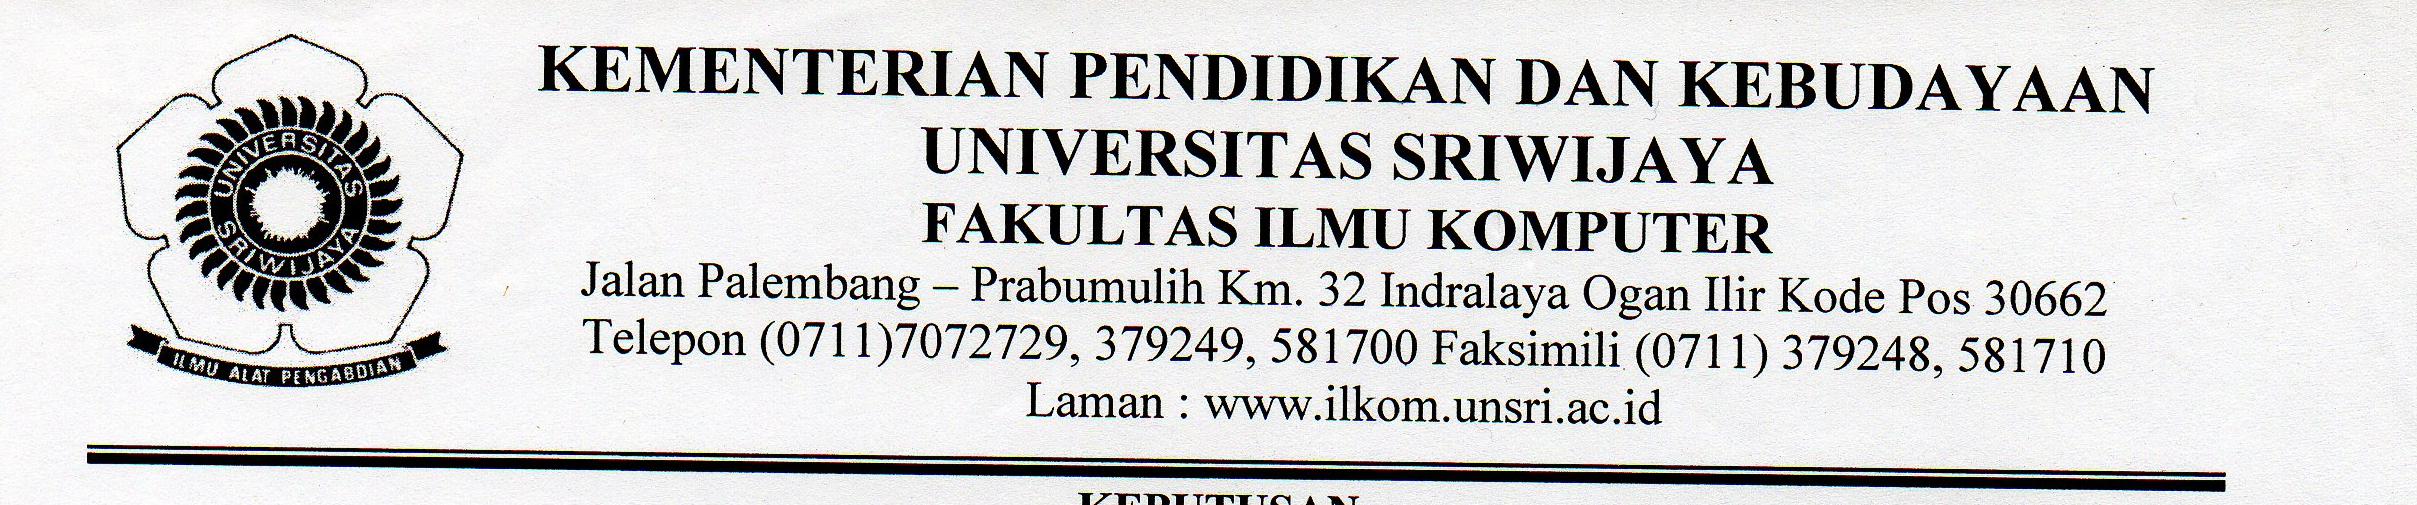 KEMENTERIAN PENDIDIKAN DAN KEBUDAYAAN
UNIVERSITAS SRIWIJAYA
FAKULTAS ILMU KOMPUTER
Jalan Palembang – Prabumulih Km. 32 Indralaya Ogan Ilir Kode Pos 30662
Telepon (0711)7072729, 379249, 581700 Faksimili (0711) 379248, 581710
Laman : www.ilkom.unsri.ac.id
UNIVERSITAS
SRIWIJAYA
ILMU ALAT PENGABDIAN
KEPUTUSAN